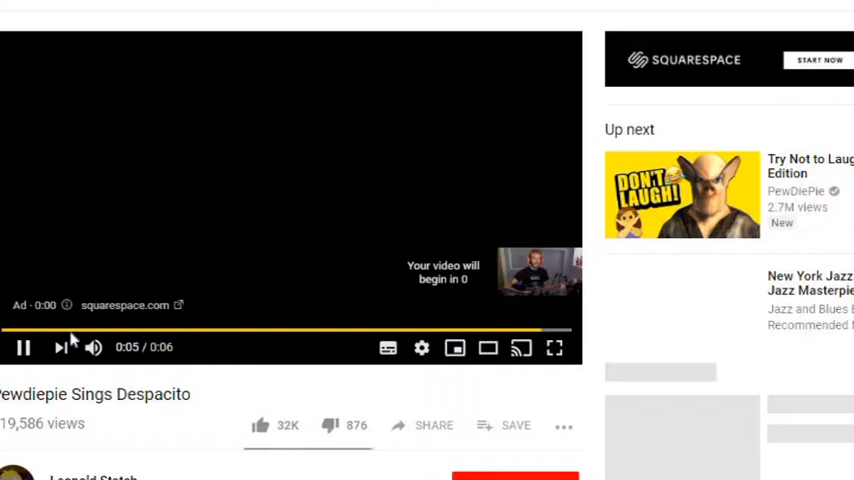 SQUARESPACE
START NOW
Up next
DON'T
LAUGH!
Try Not to Laug
Edition
PewDiePie
2.7M views
New
Your video will
begin in 0
Ad · 0:00 squarespace.com
0:05 / 0:06
New York Jazz
Jazz Masterpie
Jazz and Blues E
Recommended f
Pewdiepie Sings Despacito
19,586 views
32K 876 SHARE SAVE